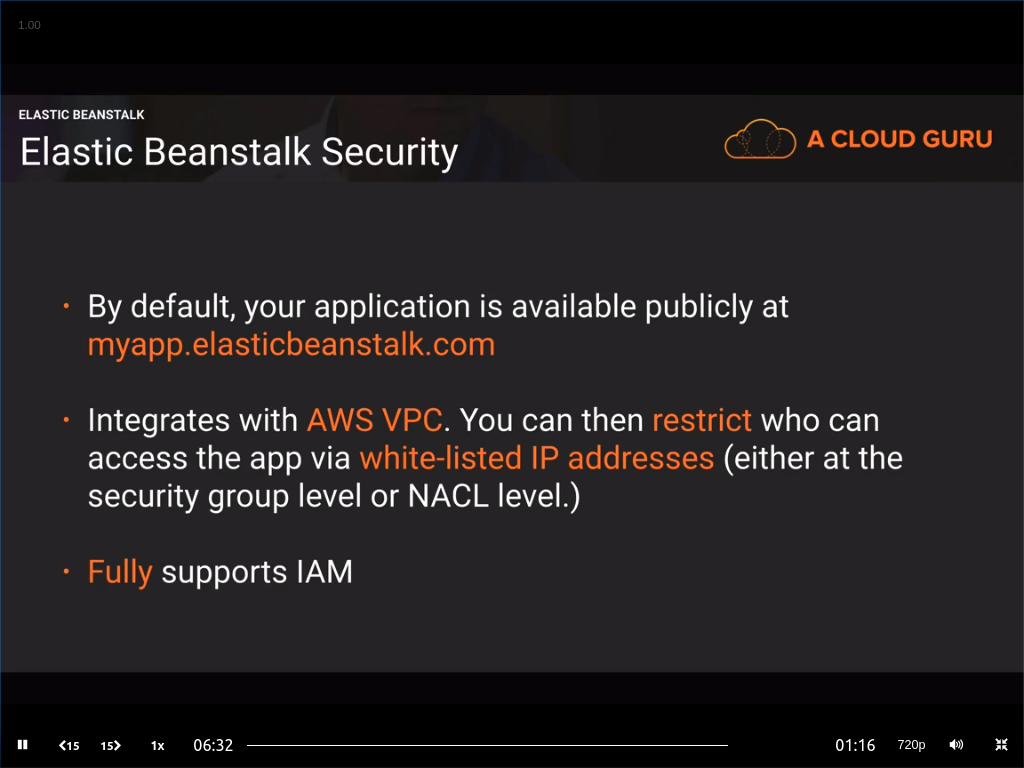 1.00
ELASTIC BEANSTALK
Elastic Beanstalk Security
A CLOUD GURU
• By default, your application is available publicly at
myapp.elasticbeanstalk.com
• Integrates with AWS VPC. You can then restrict who can
access the app via white-listed IP addresses (either at the
security group level or NACL level.)
• Fully supports IAM
15 15 1x 06:32 01:16 720p